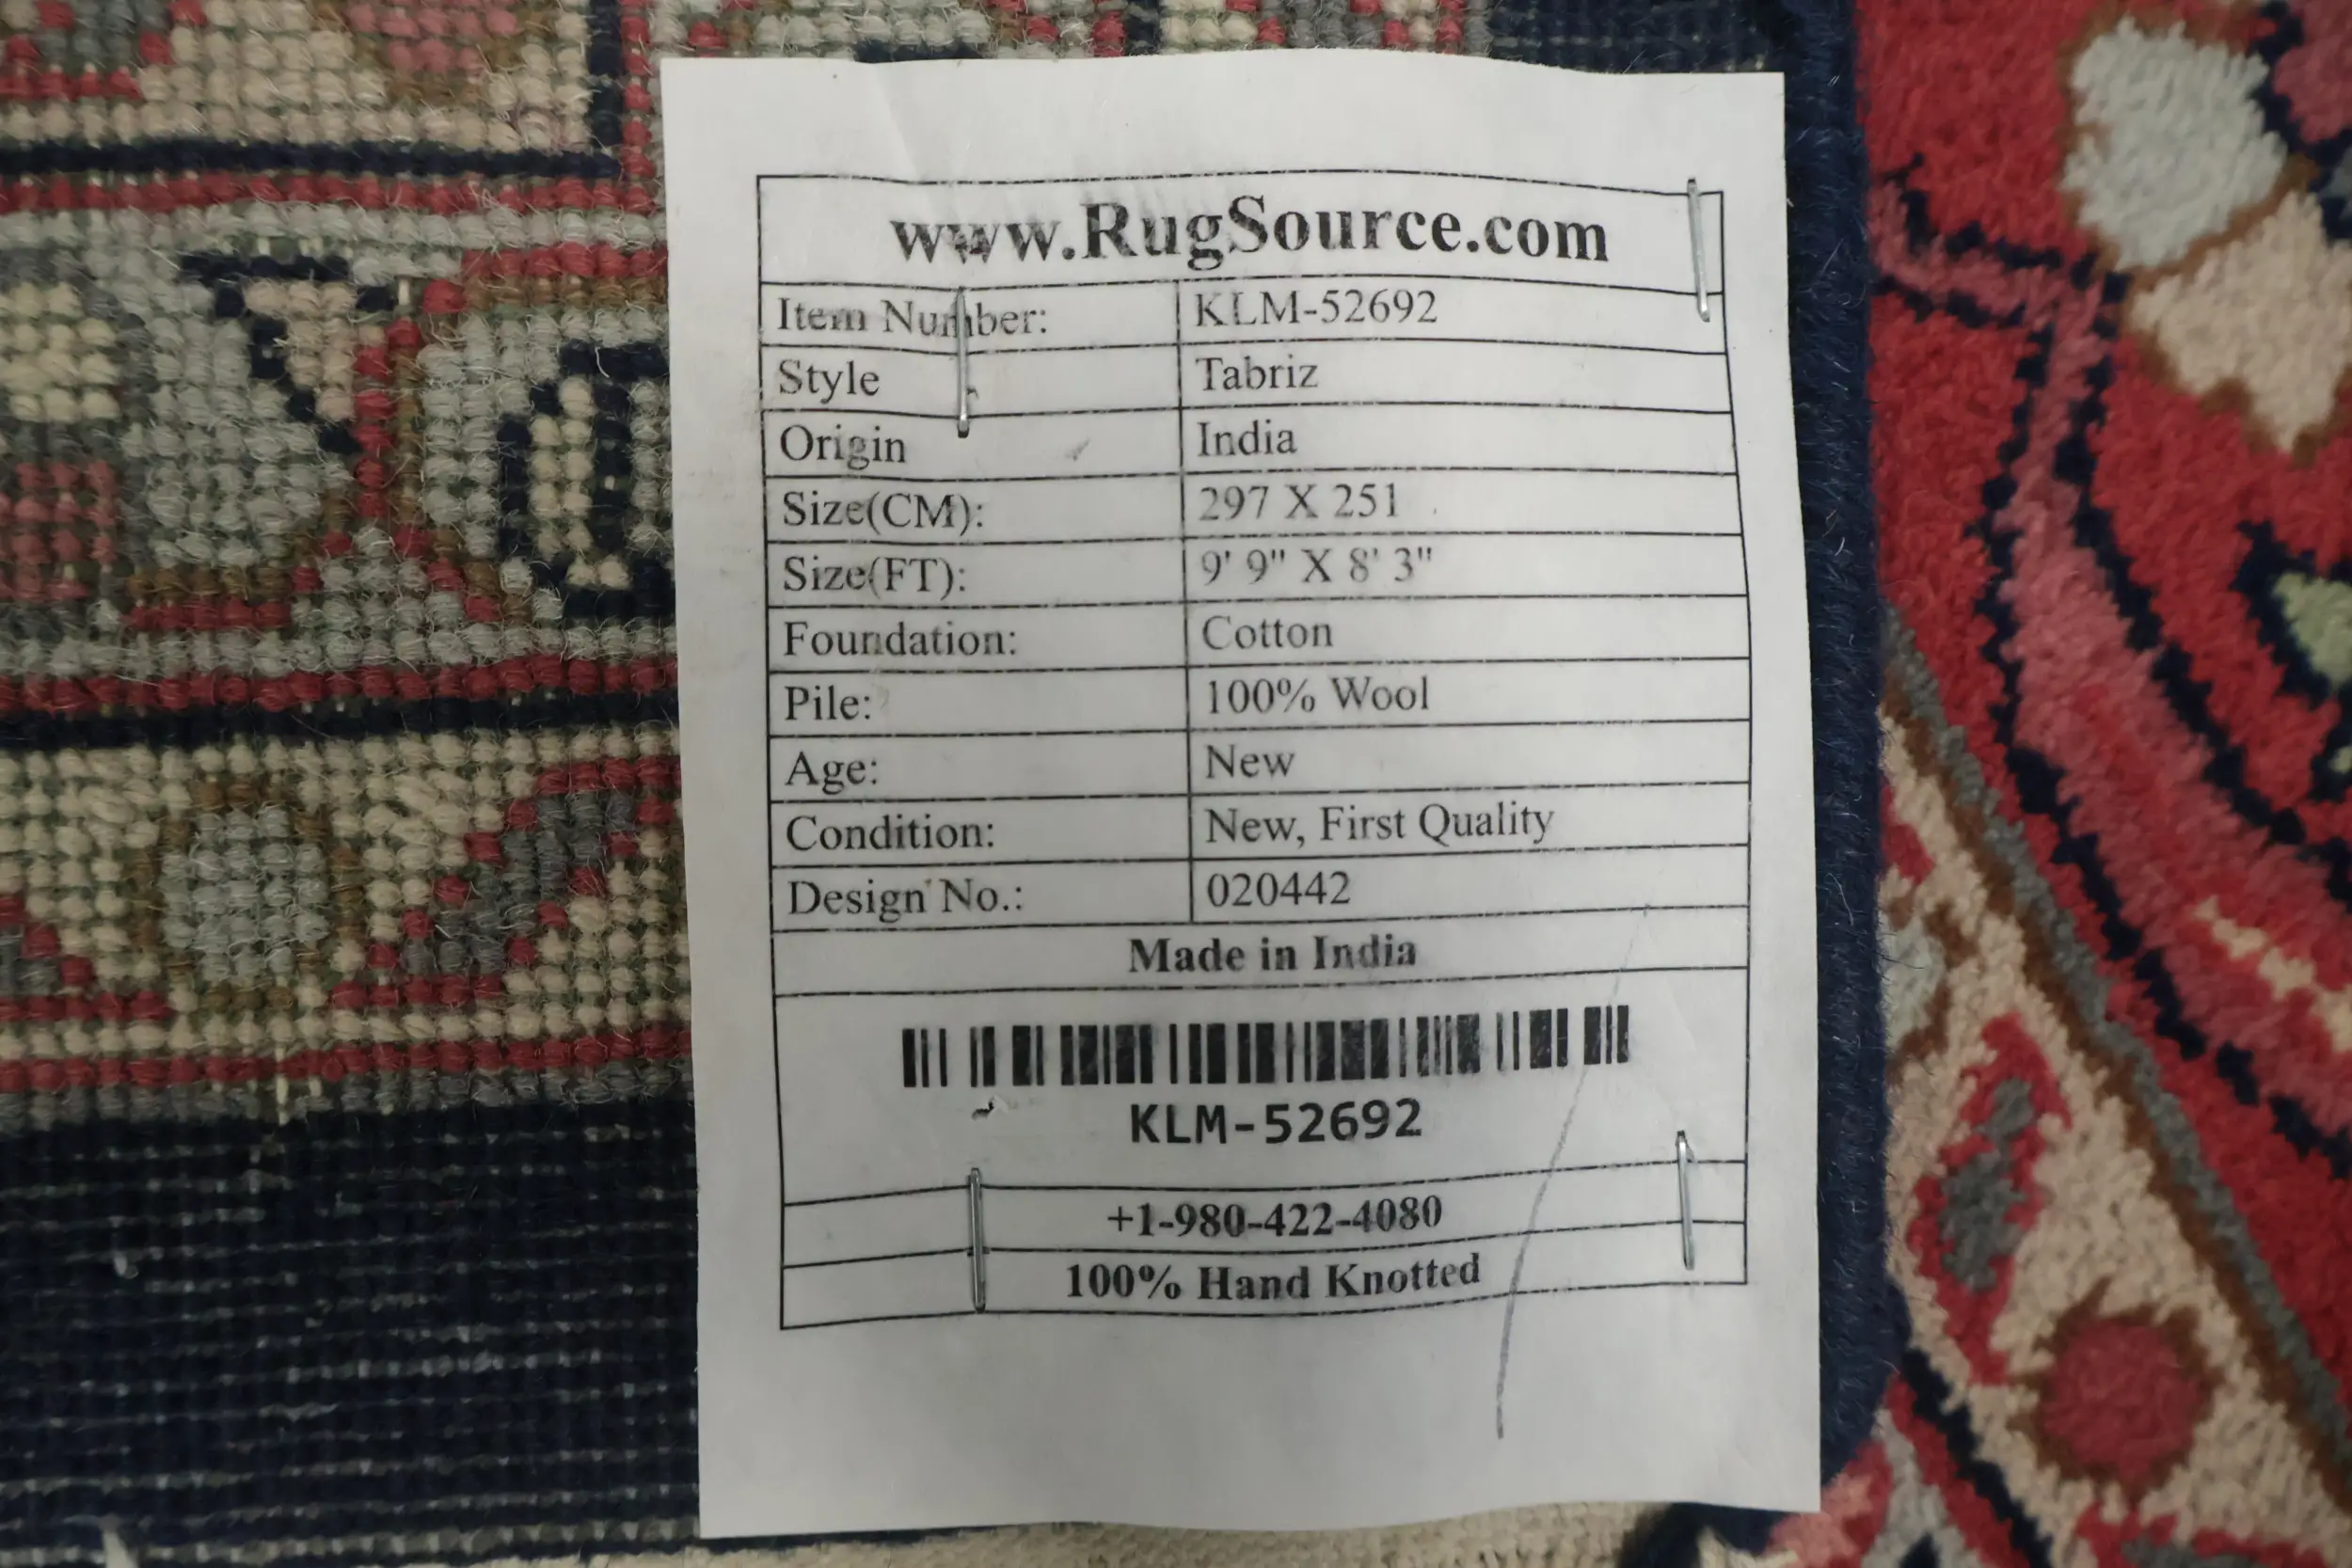 www.RugSource.com
Item Number: KLM-52692
Style Tabriz
Origin India
Size(CM): 297 X 251
Size(FT): 9' 9" X 8' 3"
Foundation: Cotton
Pile: 100% Wool
Age: New
Condition: New, First Quality
Design No.: 020442
Made in India
KLM-52692
+1-980-422-4080
100% Hand Knotted